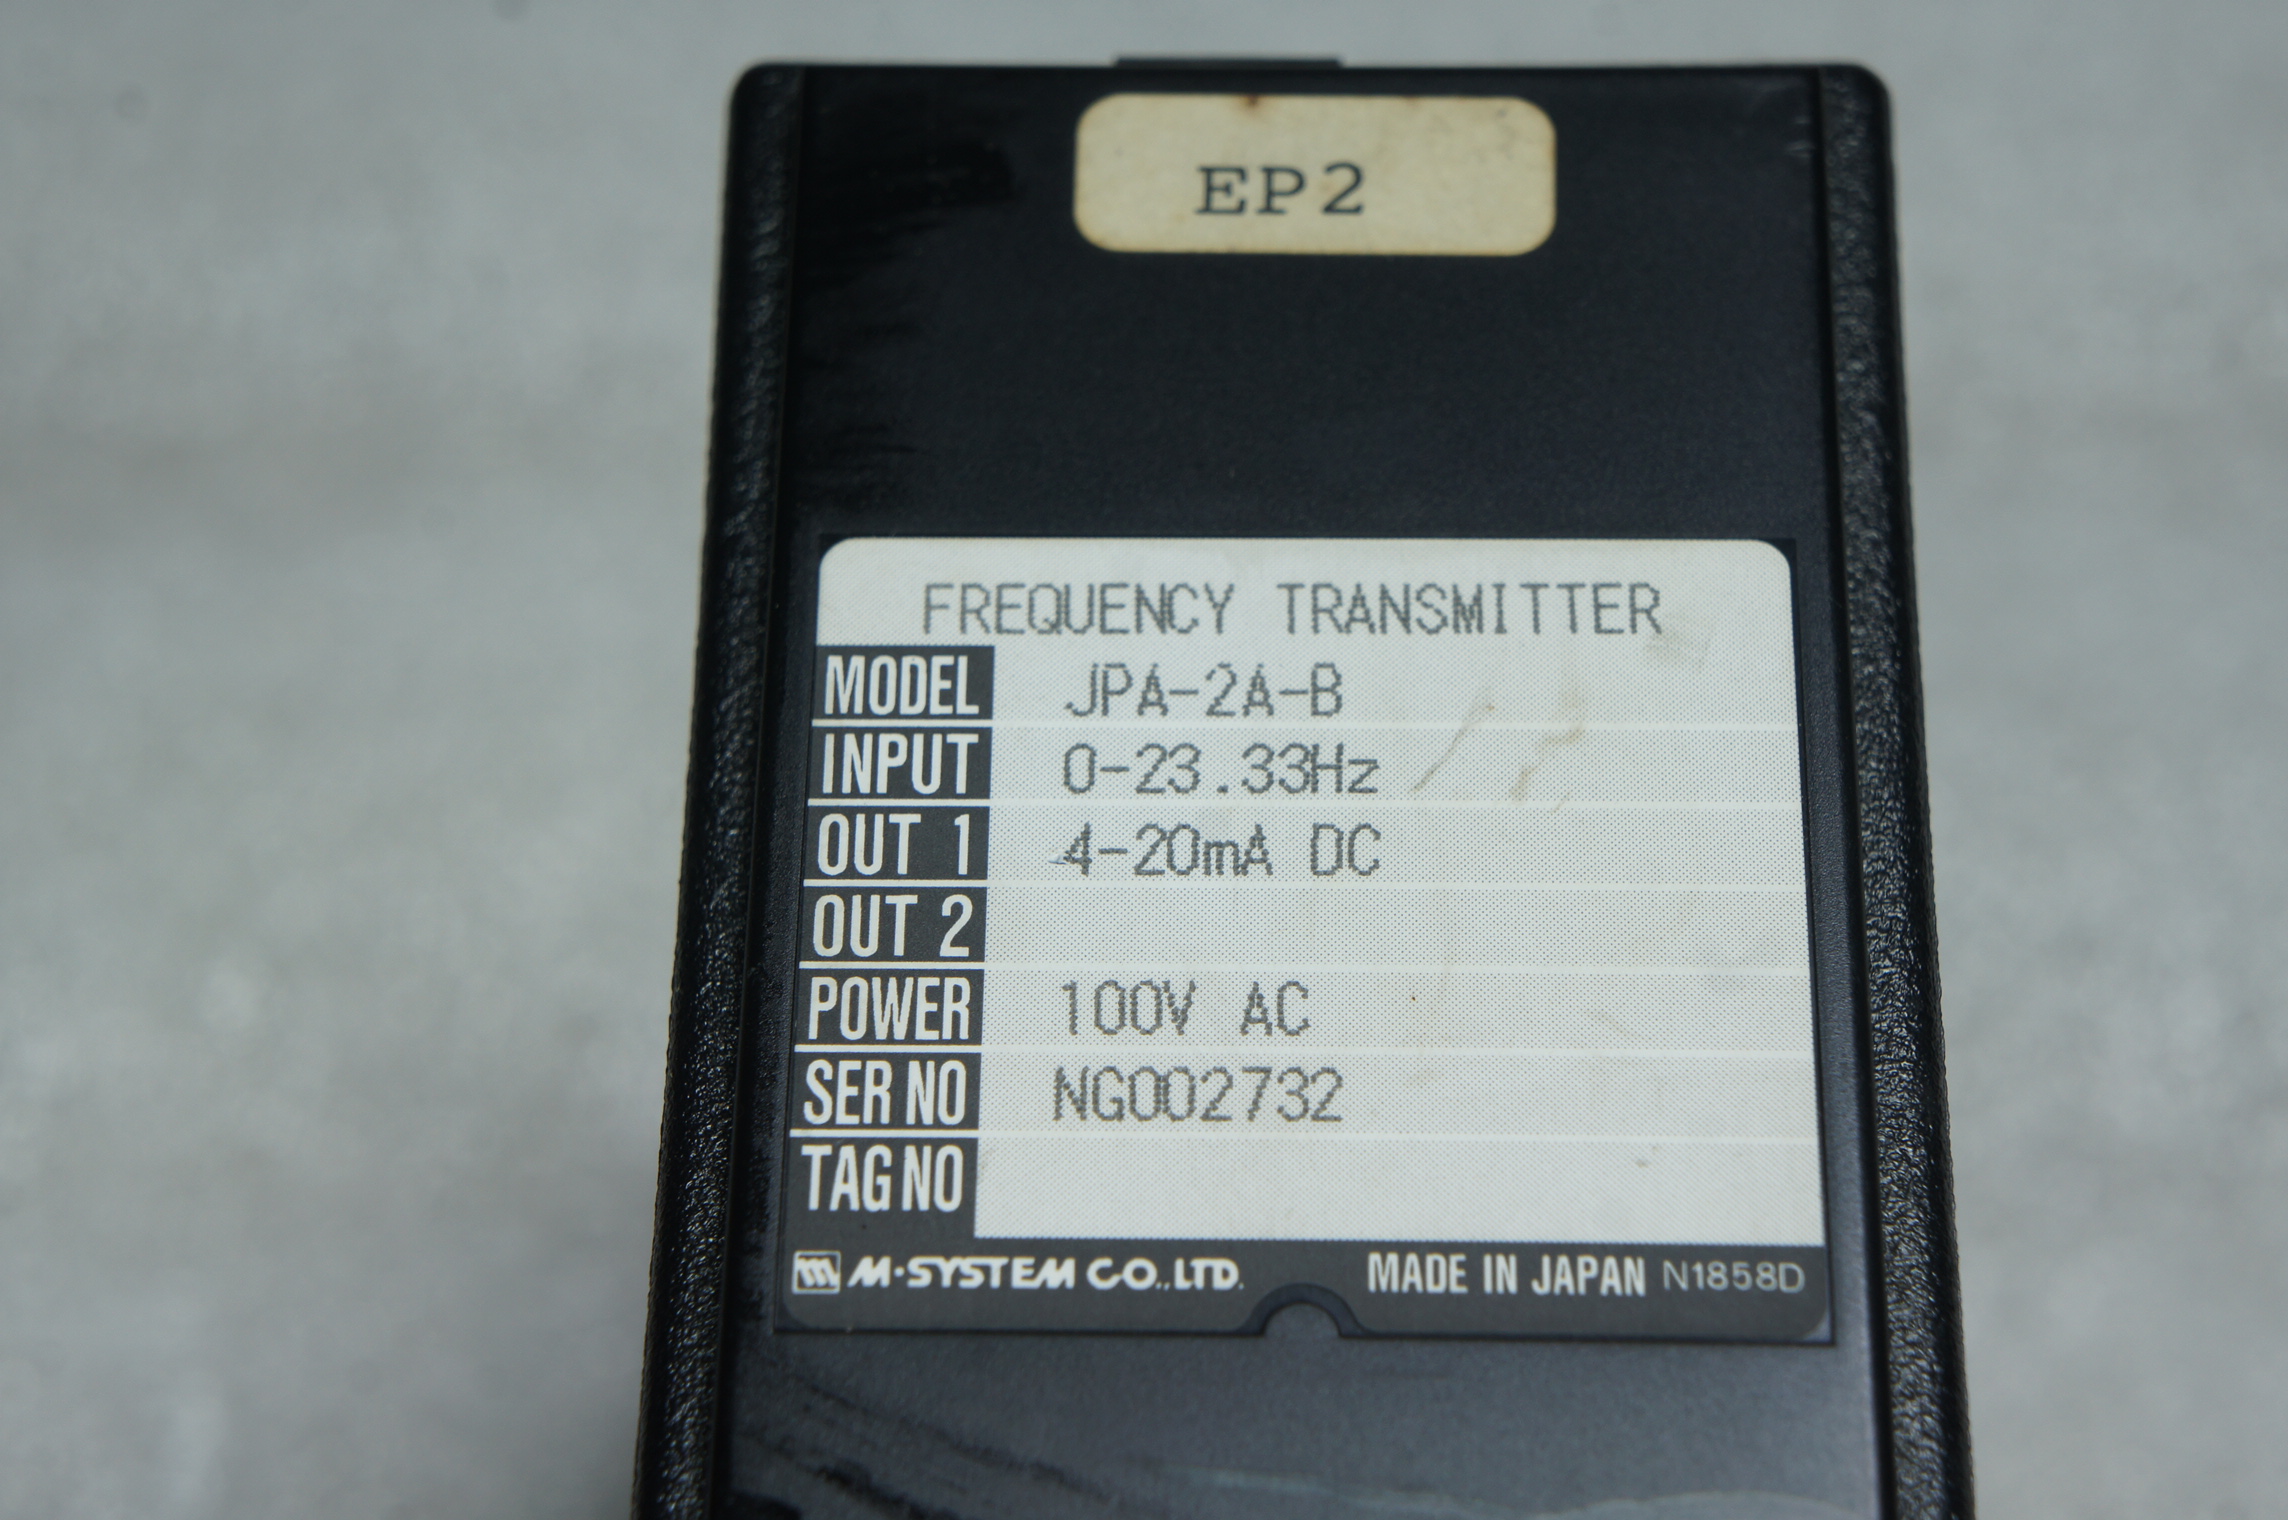 EP2
FREQUENCY TRANSMITTER
MODEL JPA-2A-B
INPUT 0-23.33Hz
OUT 1 4-20mA DC
OUT 2
POWER 100V AC
SER NO NG002732
TAG NO
M-SYSTEM CO.,LTD. MADE IN JAPAN N1858D